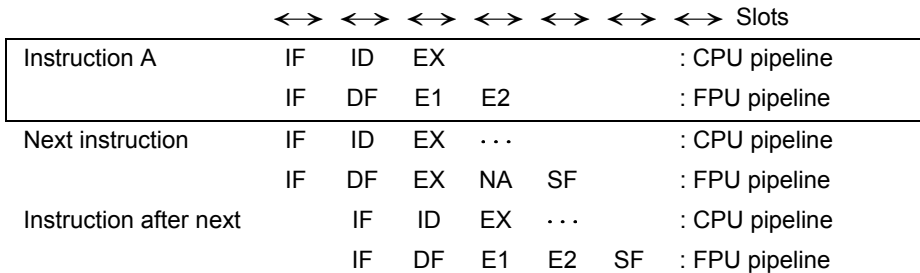 Slots
Instruction A IF ID EX : CPU pipeline
IF DF E1 E2 : FPU pipeline
Next instruction IF ID EX ··· : CPU pipeline
IF DF EX NA SF : FPU pipeline
Instruction after next IF ID EX ··· : CPU pipeline
IF DF E1 E2 SF : FPU pipeline